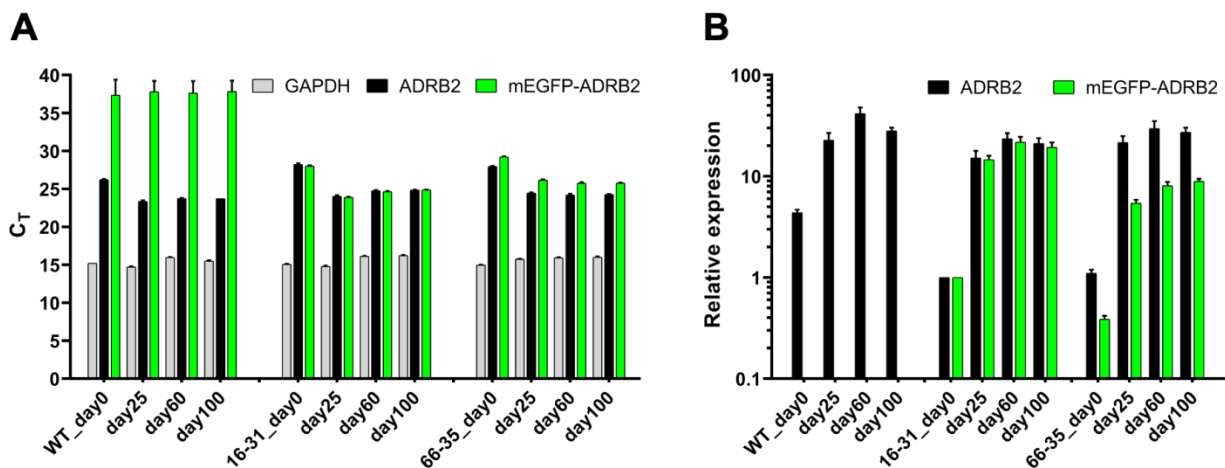 A
GAPDH ADRB2 mEGFP-ADRB2
C_T
40
35
30
25
20
15
10
5
0
WT_day0
day25
day60
day100
16-31_day0
day25
day60
day100
66-35_day0
day25
day60
day100
B
ADRB2 mEGFP-ADRB2
Relative expression
100
10
1
0.1
WT_day0
day25
day60
day100
16-31_day0
day25
day60
day100
66-35_day0
day25
day60
day100